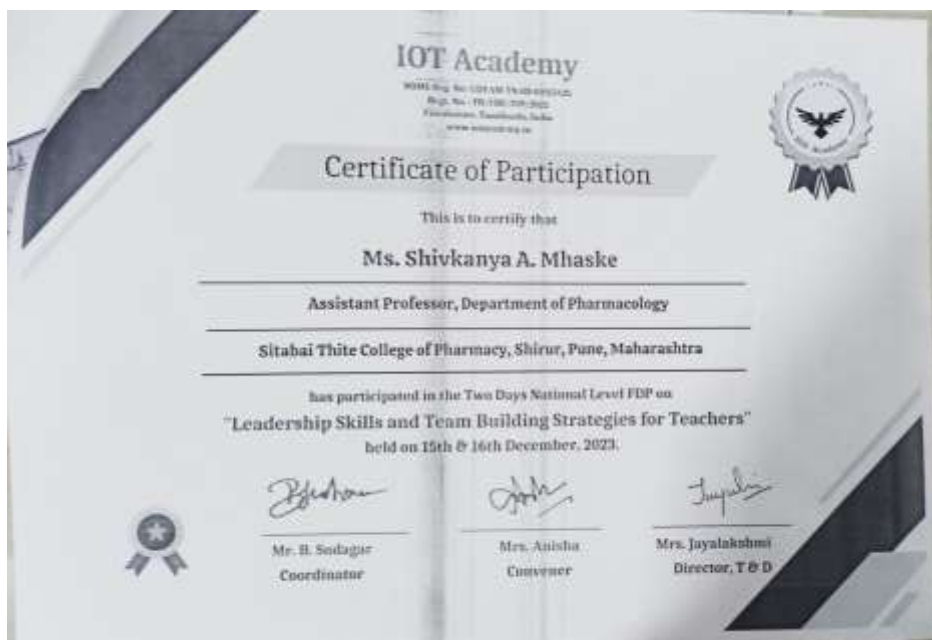 IOT Academy
Certificate of Participation
This is to certify that
Ms. Shivkanya A. Mhaske
Assistant Professor, Department of Pharmacology
Sitabai Thite College of Pharmacy, Shirur, Pune, Maharashtra
has participated in the Two Days National Level FDP on
"Leadership Skills and Team Building Strategies for Teachers"
held on 15th & 16th December, 2023.
Mr. B. Sudagar
Coordinator
Mrs. Anisha
Convener
Mrs. Jayalakshmi
Director, T & D